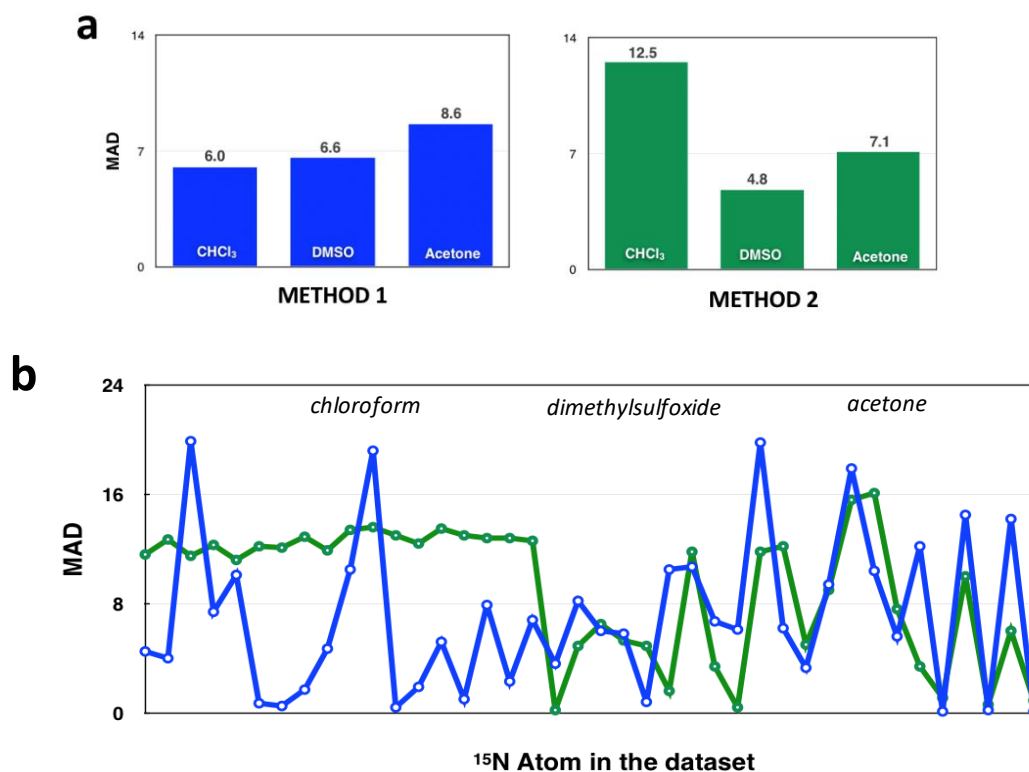 a
14
MAD
7
0
6.0
6.6
8.6
CHCl₃
DMSO
Acetone
METHOD 1
14
7
0
12.5
4.8
7.1
CHCl₃
DMSO
Acetone
METHOD 2
b
24
16
8
0
MAD
chloroform
dimethylsulfoxide
acetone
¹⁵N Atom in the dataset